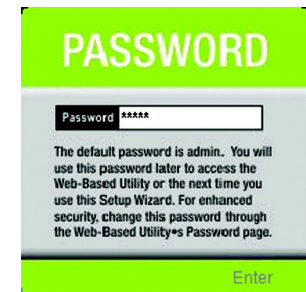 PASSWORD
Password *****
The default password is admin. You will
use this password later to access the
Web-Based Utility or the next time you
use this Setup Wizard. For enhanced
security, change this password through
the Web-Based Utility•s Password page.
Enter